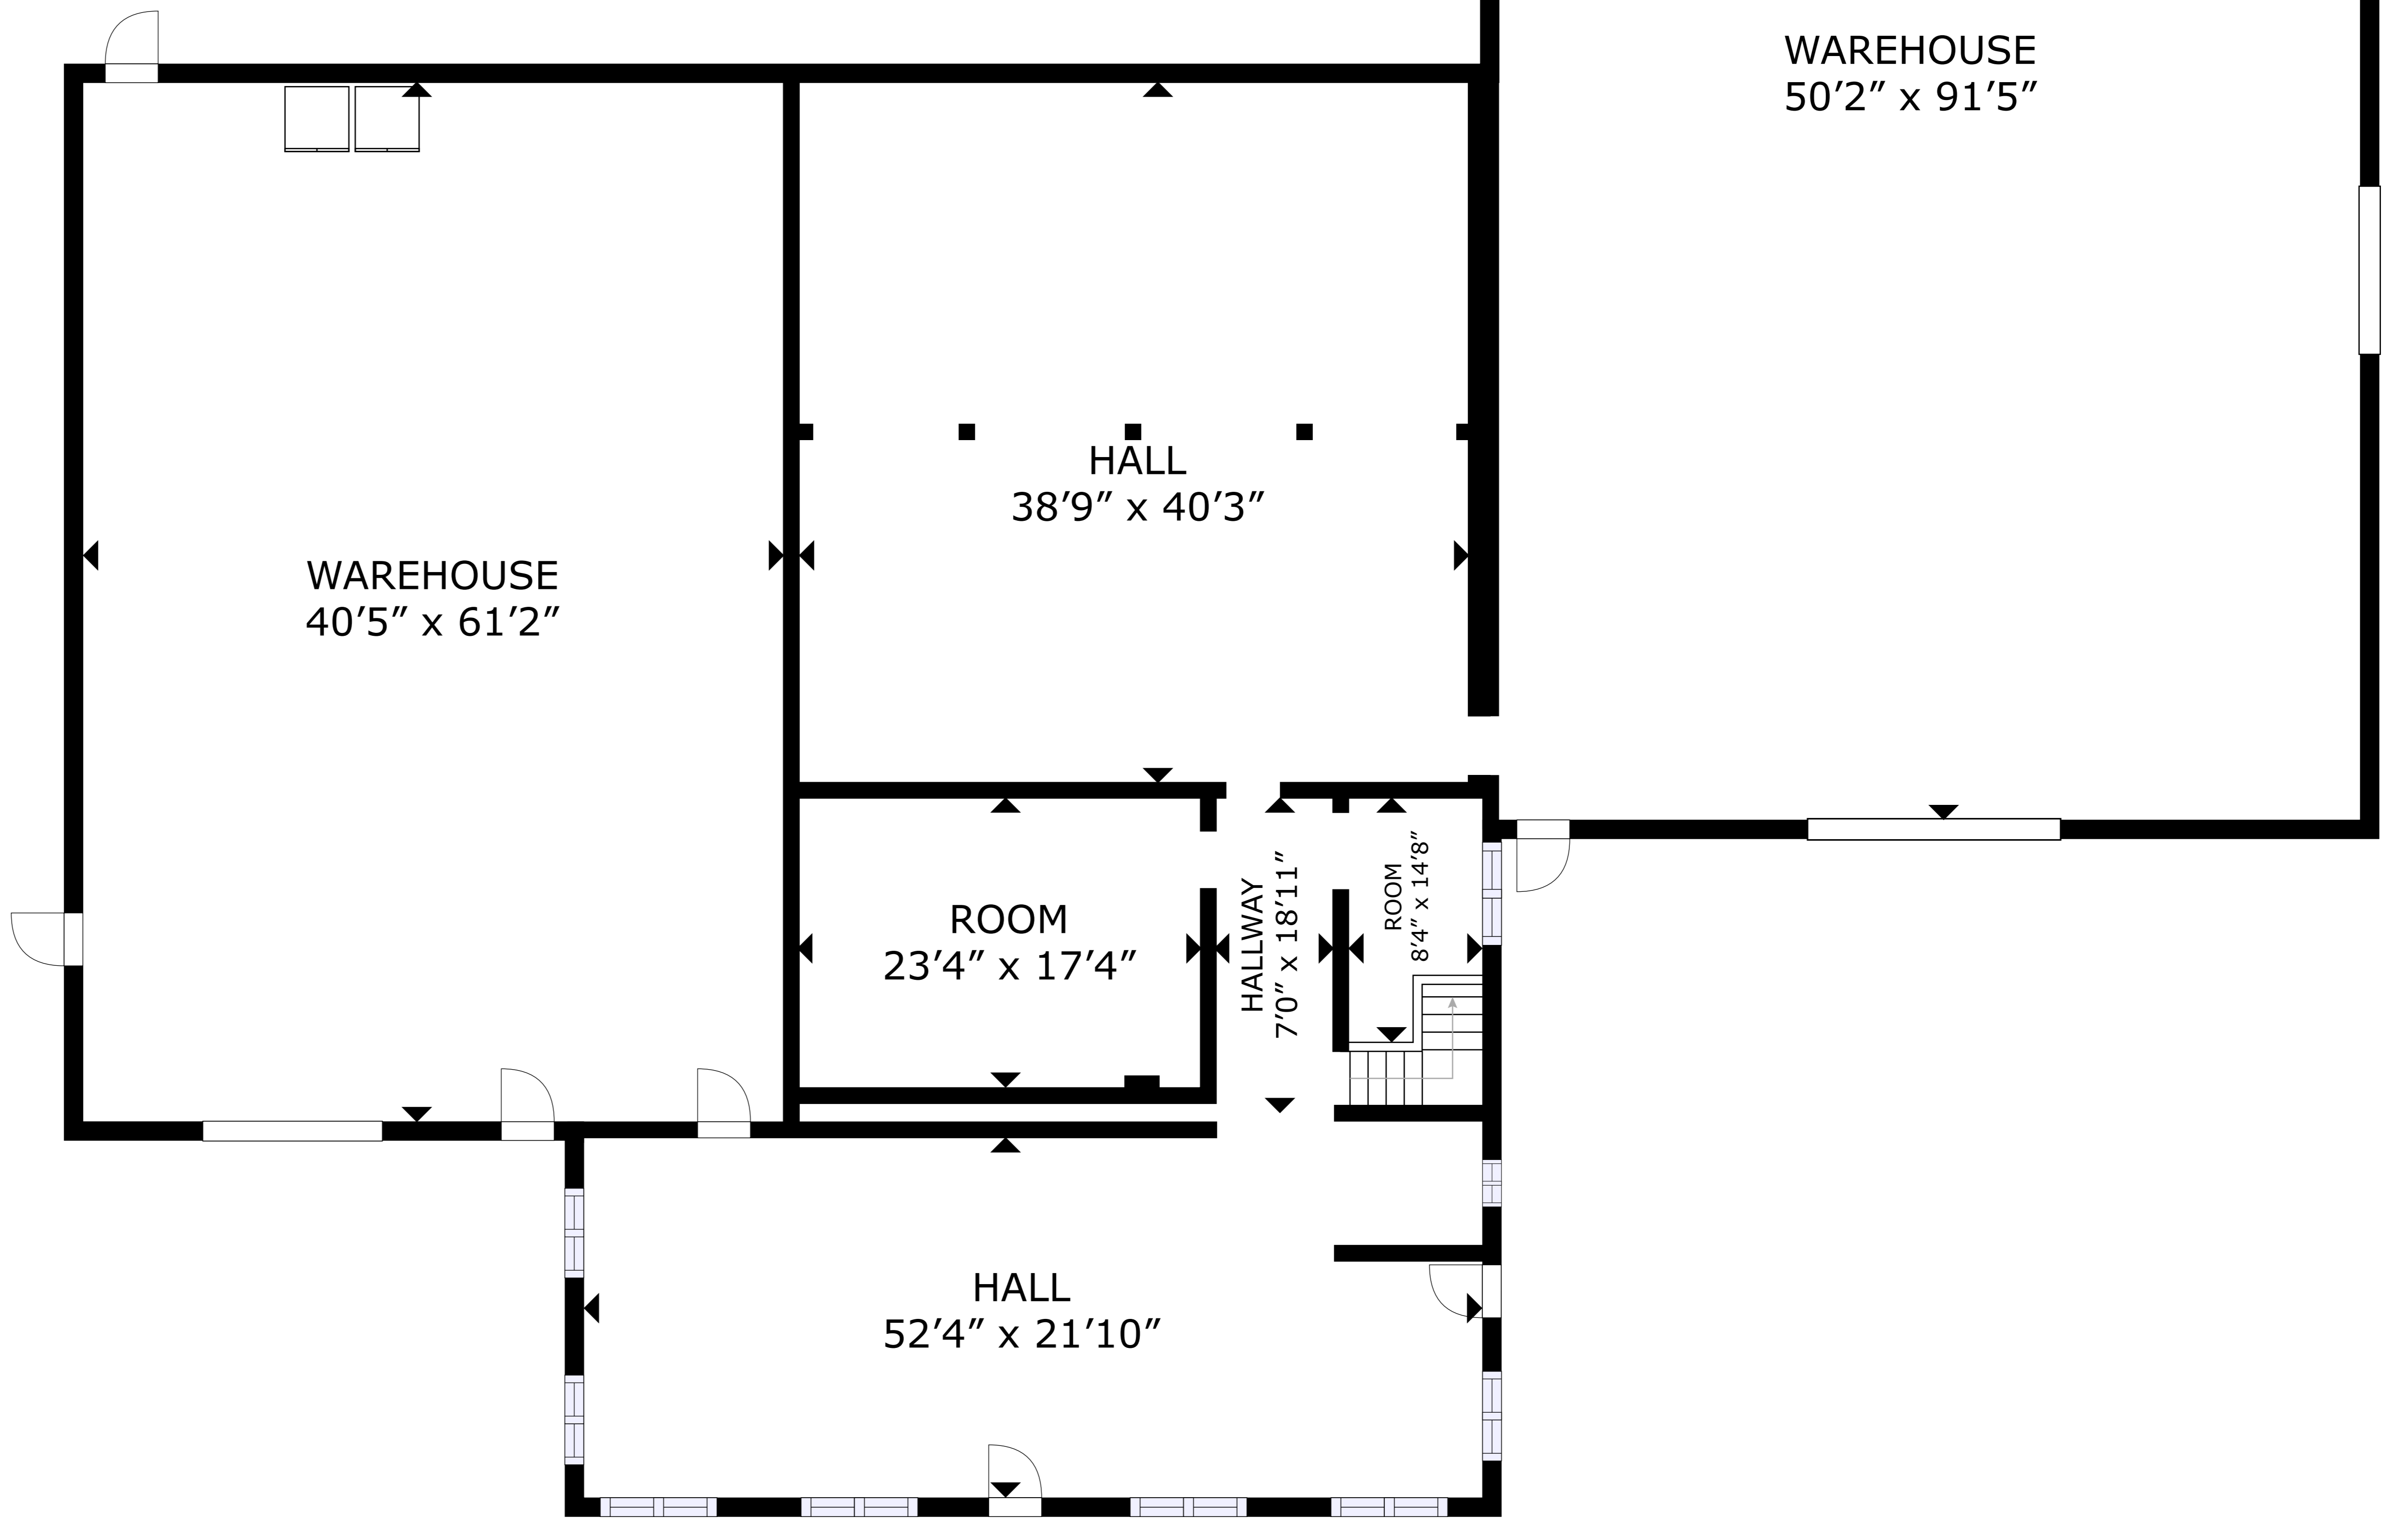 WAREHOUSE
50′2″ x 91′5″
HALL
38′9″ x 40′3″
WAREHOUSE
40′5″ x 61′2″
ROOM
23′4″ x 17′4″
HALLWAY
7′0″ x 18′11″
ROOM
8′4″ x 14′8″
HALL
52′4″ x 21′10″